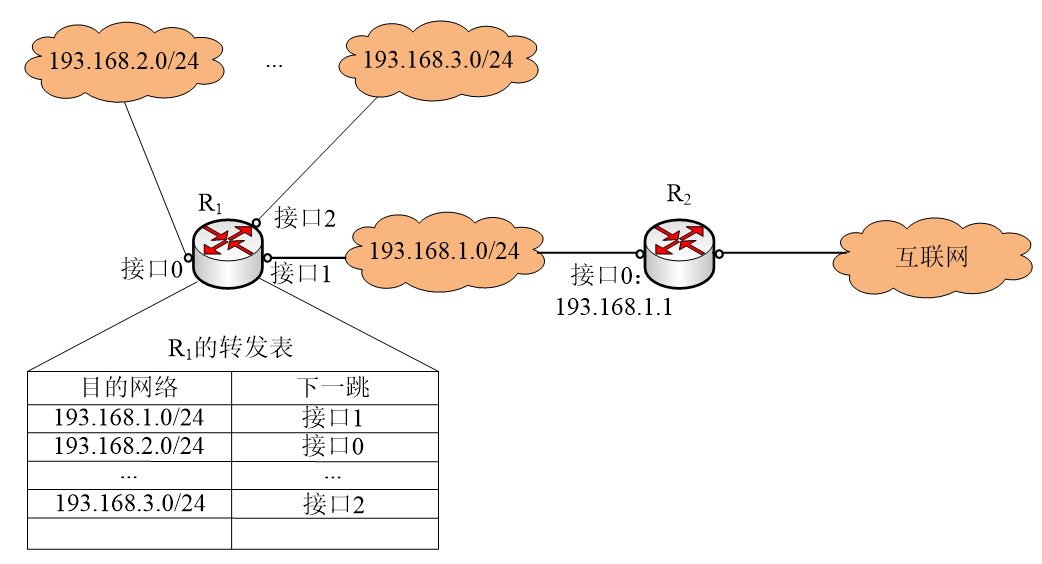 193.168.2.0/24
...
193.168.3.0/24
R1
接口2
接口0
接口1
193.168.1.0/24
R2
接口0：
193.168.1.1
互联网
R1的转发表
目的网络 下一跳
193.168.1.0/24 接口1
193.168.2.0/24 接口0
... ...
193.168.3.0/24 接口2